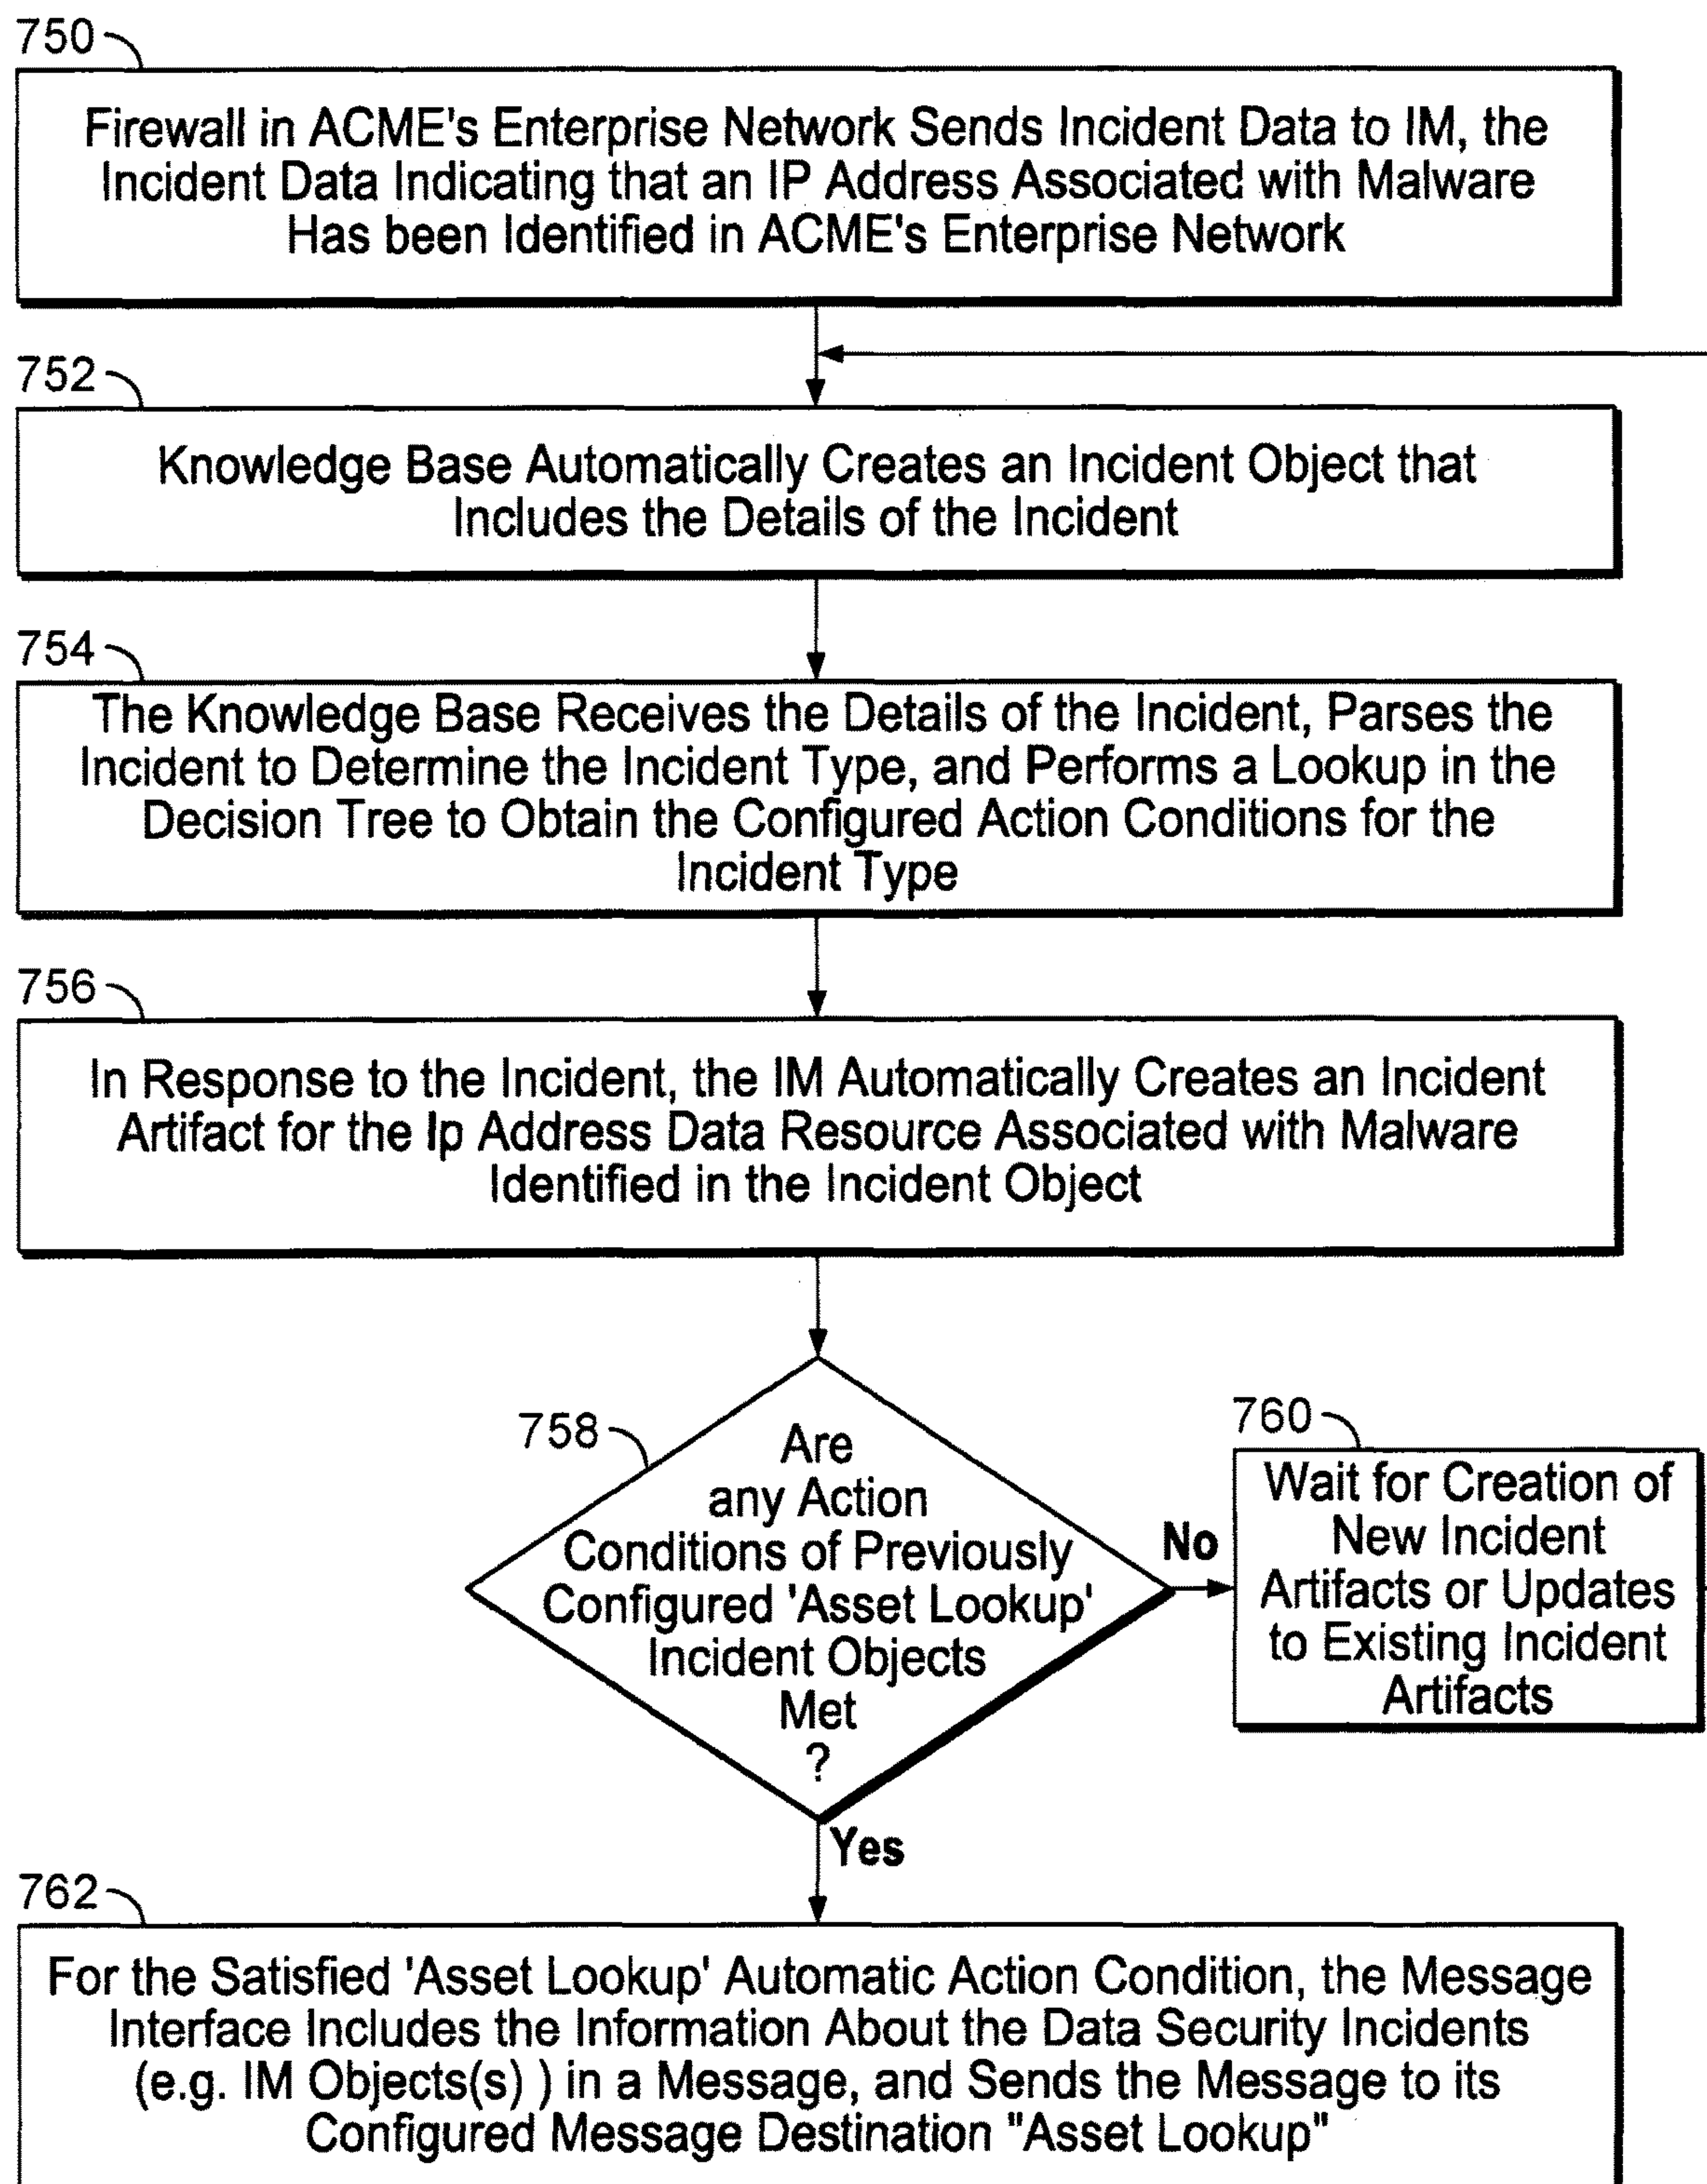 750
Firewall in ACME's Enterprise Network Sends Incident Data to IM, the
Incident Data Indicating that an IP Address Associated with Malware
Has been Identified in ACME's Enterprise Network
752
Knowledge Base Automatically Creates an Incident Object that
Includes the Details of the Incident
754
The Knowledge Base Receives the Details of the Incident, Parses the
Incident to Determine the Incident Type, and Performs a Lookup in the
Decision Tree to Obtain the Configured Action Conditions for the
Incident Type
756
In Response to the Incident, the IM Automatically Creates an Incident
Artifact for the Ip Address Data Resource Associated with Malware
Identified in the Incident Object
758
Are
any Action
Conditions of Previously
Configured 'Asset Lookup'
Incident Objects
Met
?
No
760
Wait for Creation of
New Incident
Artifacts or Updates
to Existing Incident
Artifacts
Yes
762
For the Satisfied 'Asset Lookup' Automatic Action Condition, the Message
Interface Includes the Information About the Data Security Incidents
(e.g. IM Objects(s) ) in a Message, and Sends the Message to its
Configured Message Destination "Asset Lookup"